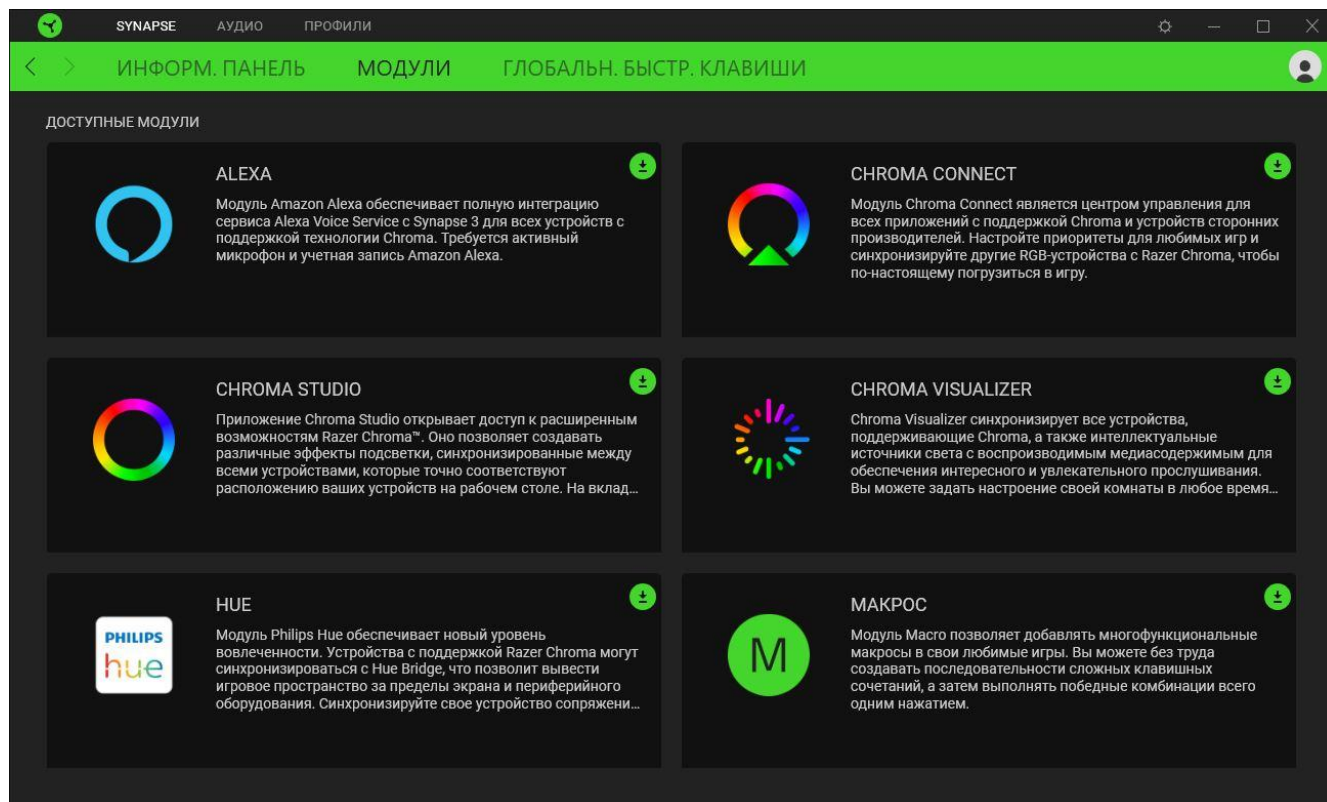 SYNAPSE АУДИО ПРОФИЛИ
ИНФОРМ. ПАНЕЛЬ МОДУЛИ ГЛОБАЛЬН. БЫСТР. КЛАВИШИ
ДОСТУПНЫЕ МОДУЛИ
ALEXA
Модуль Amazon Alexa обеспечивает полную интеграцию
сервиса Alexa Voice Service с Synapse 3 для всех устройств с
поддержкой технологии Chroma. Требуется активный
микрофон и учетная запись Amazon Alexa.
CHROMA CONNECT
Модуль Chroma Connect является центром управления для
всех приложений с поддержкой Chroma и устройств сторонних
производителей. Настройте приоритеты для любимых игр и
синхронизируйте другие RGB-устройства с Razer Chroma, чтобы
по-настоящему погрузиться в игру.
CHROMA STUDIO
Приложение Chroma Studio открывает доступ к расширенным
возможностям Razer Chroma™. Оно позволяет создавать
различные эффекты подсветки, синхронизированные между
всеми устройствами, которые точно соответствуют
расположению ваших устройств на рабочем столе. На вклад...
CHROMA VISUALIZER
Chroma Visualizer синхронизирует все устройства,
поддерживающие Chroma, а также интеллектуальные
источники света с воспроизводимым медиасодержимым для
обеспечения интересного и увлекательного прослушивания.
Вы можете задать настроение своей комнаты в любое время...
PHILIPS
hue
HUE
Модуль Philips Hue обеспечивает новый уровень
вовлеченности. Устройства с поддержкой Razer Chroma могут
синхронизироваться с Hue Bridge, что позволит вывести
игровое пространство за пределы экрана и периферийного
оборудования. Синхронизируйте свое устройство сопряжени...
M
МАКРОС
Модуль Macro позволяет добавлять многофункциональные
макросы в свои любимые игры. Вы можете без труда
создавать последовательности сложных клавишных
сочетаний, а затем выполнять победные комбинации всего
одним нажатием.